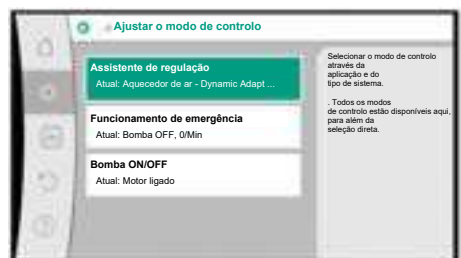 Ajustar o modo de controlo
Assistente de regulação
Atual: Aquecedor de ar - Dynamic Adapt ...
Funcionamento de emergência
Atual: Bomba OFF, 0/Min
Bomba ON/OFF
Atual: Motor ligado
Selecionar o modo de controlo
através da
aplicação e do
tipo de sistema.
. Todos os modos
de controlo estão disponíveis aqui,
para além da
seleção direta.